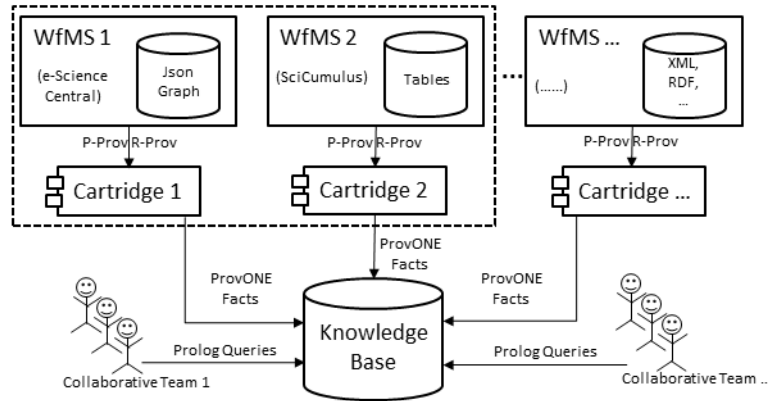 WfMS 1
(e-Science
Central)
Json
Graph
WfMS 2
(SciCumulus)
Tables
...
WfMS ...
(......)
XML,
RDF,
...
P-Prov R-Prov
P-Prov R-Prov
P-Prov R-Prov
Cartridge 1
Cartridge 2
Cartridge ...
ProvONE
Facts
ProvONE
Facts
ProvONE
Facts
Knowledge
Base
Prolog Queries
Prolog Queries
Collaborative Team 1
Collaborative Team ..